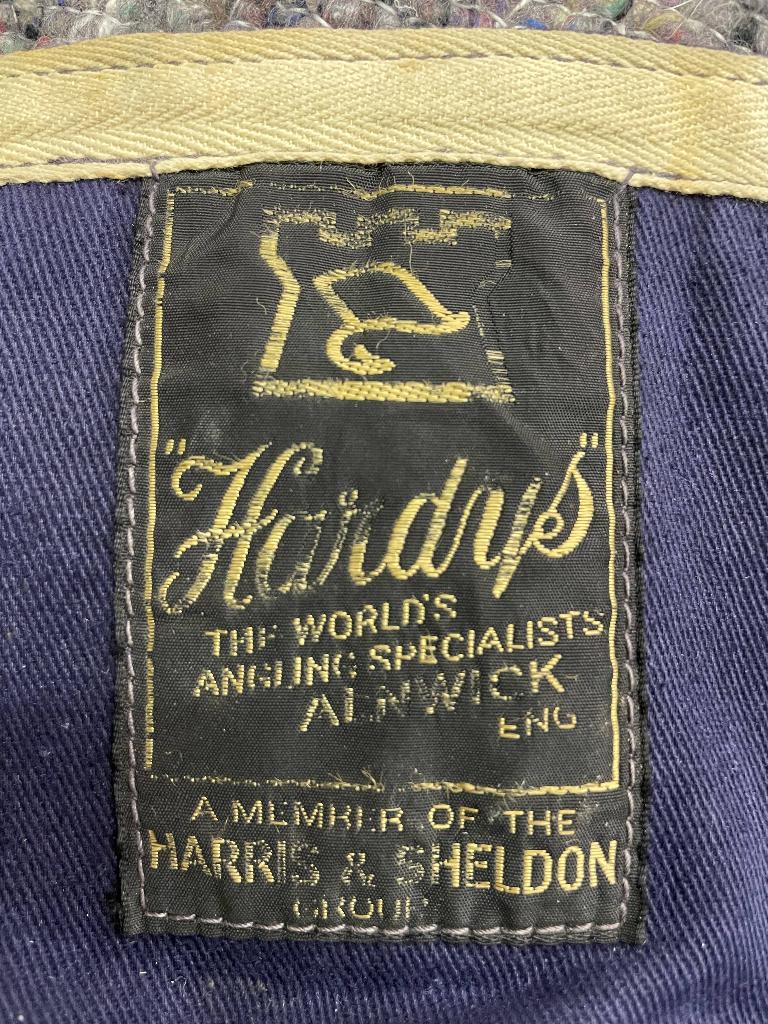 "Hardys"
THE WORLD'S
ANGLING SPECIALISTS
ALNWICK
ENG
A MEMBER OF THE
HARRIS & SHELDON
GROUP